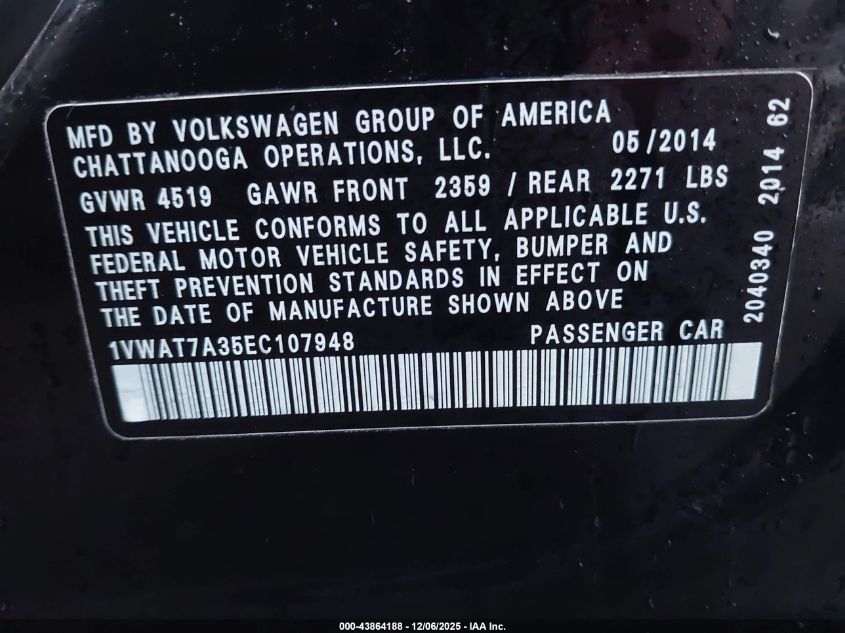 MFD BY VOLKSWAGEN GROUP OF AMERICA
CHATTANOOGA OPERATIONS, LLC. 05/2014
GVWR 4519 GAWR FRONT 2359 / REAR 2271 LBS
THIS VEHICLE CONFORMS TO ALL APPLICABLE U.S.
FEDERAL MOTOR VEHICLE SAFETY, BUMPER AND
THEFT PREVENTION STANDARDS IN EFFECT ON
THE DATE OF MANUFACTURE SHOWN ABOVE
1VWAT7A35EC107948 PASSENGER CAR
2040340 2014 62
000-43864188 - 12/06/2025 - IAA Inc.